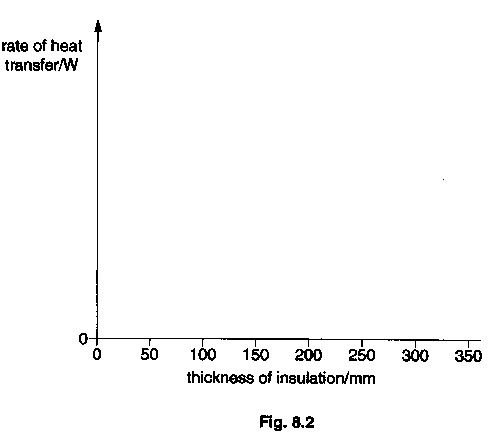 rate of heat
transfer/W
0
0 50 100 150 200 250 300 350
thickness of insulation/mm
Fig. 8.2